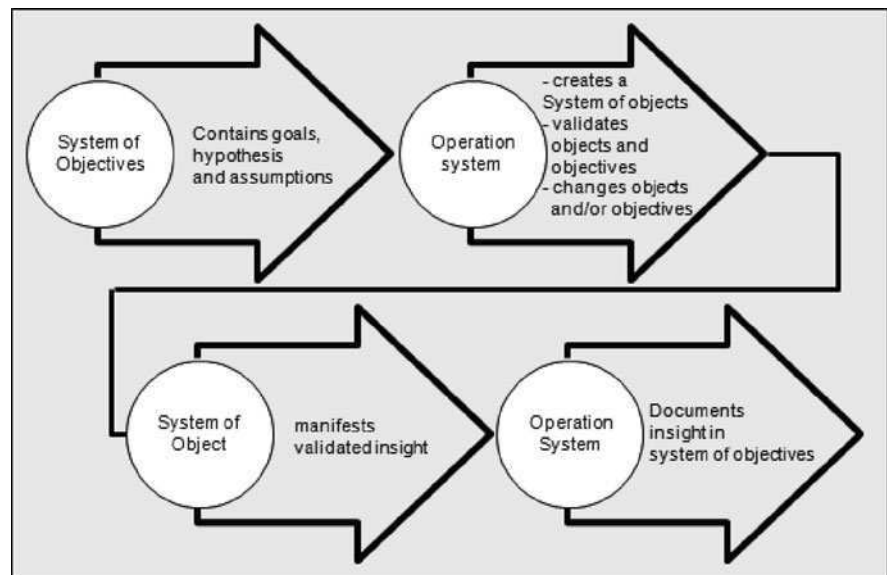 System of
Objectives
Contains goals,
hypothesis
and assumptions
Operation
system
- creates a
System of objects
- validates
objects and
objectives
- changes objects
and/or objectives
System of
Object
manifests
validated insight
Operation
System
Documents
insight in
system of objectives